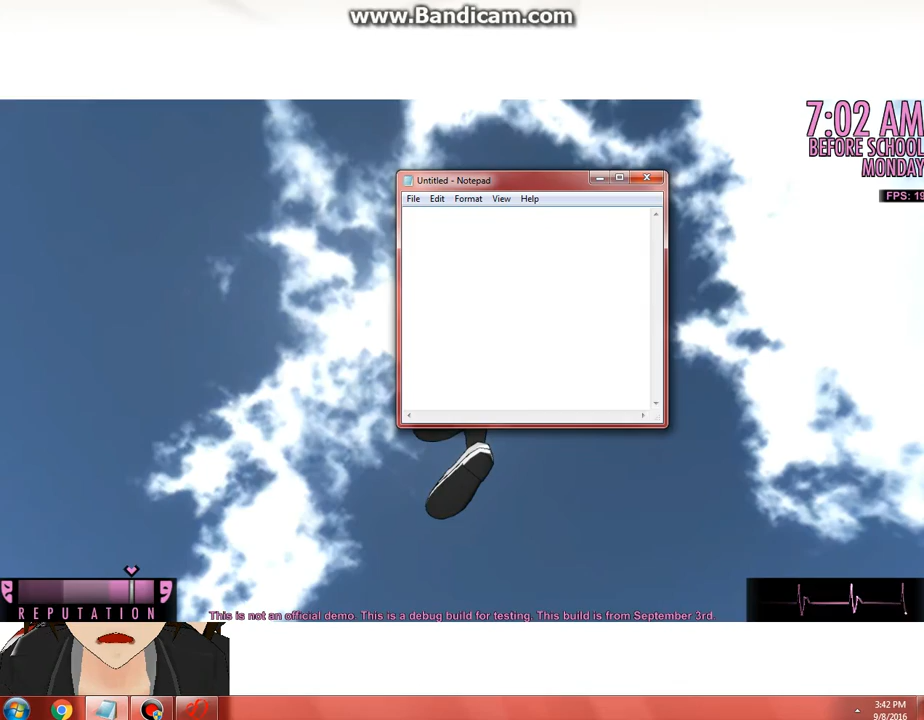 www.Bandicam.com
7:02 AM
BEFORE SCHOOL
MONDAY
FPS: 19
Untitled - Notepad
File Edit Format View Help
REPUTATION
This is not an official demo. This is a debug build for testing. This build is from September 3rd.
3:42 PM
9/8/2016